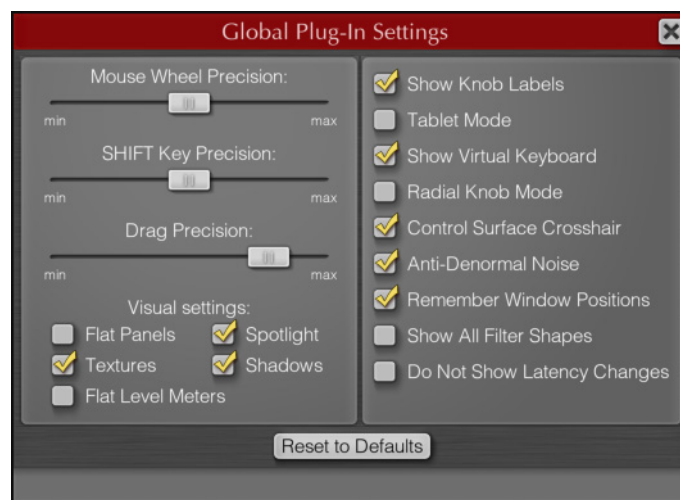 Global Plug-In Settings
Mouse Wheel Precision:
min max
SHIFT Key Precision:
min max
Drag Precision:
min max
Visual settings:
Flat Panels Spotlight
Textures Shadows
Flat Level Meters
Show Knob Labels
Tablet Mode
Show Virtual Keyboard
Radial Knob Mode
Control Surface Crosshair
Anti-Denormal Noise
Remember Window Positions
Show All Filter Shapes
Do Not Show Latency Changes
Reset to Defaults